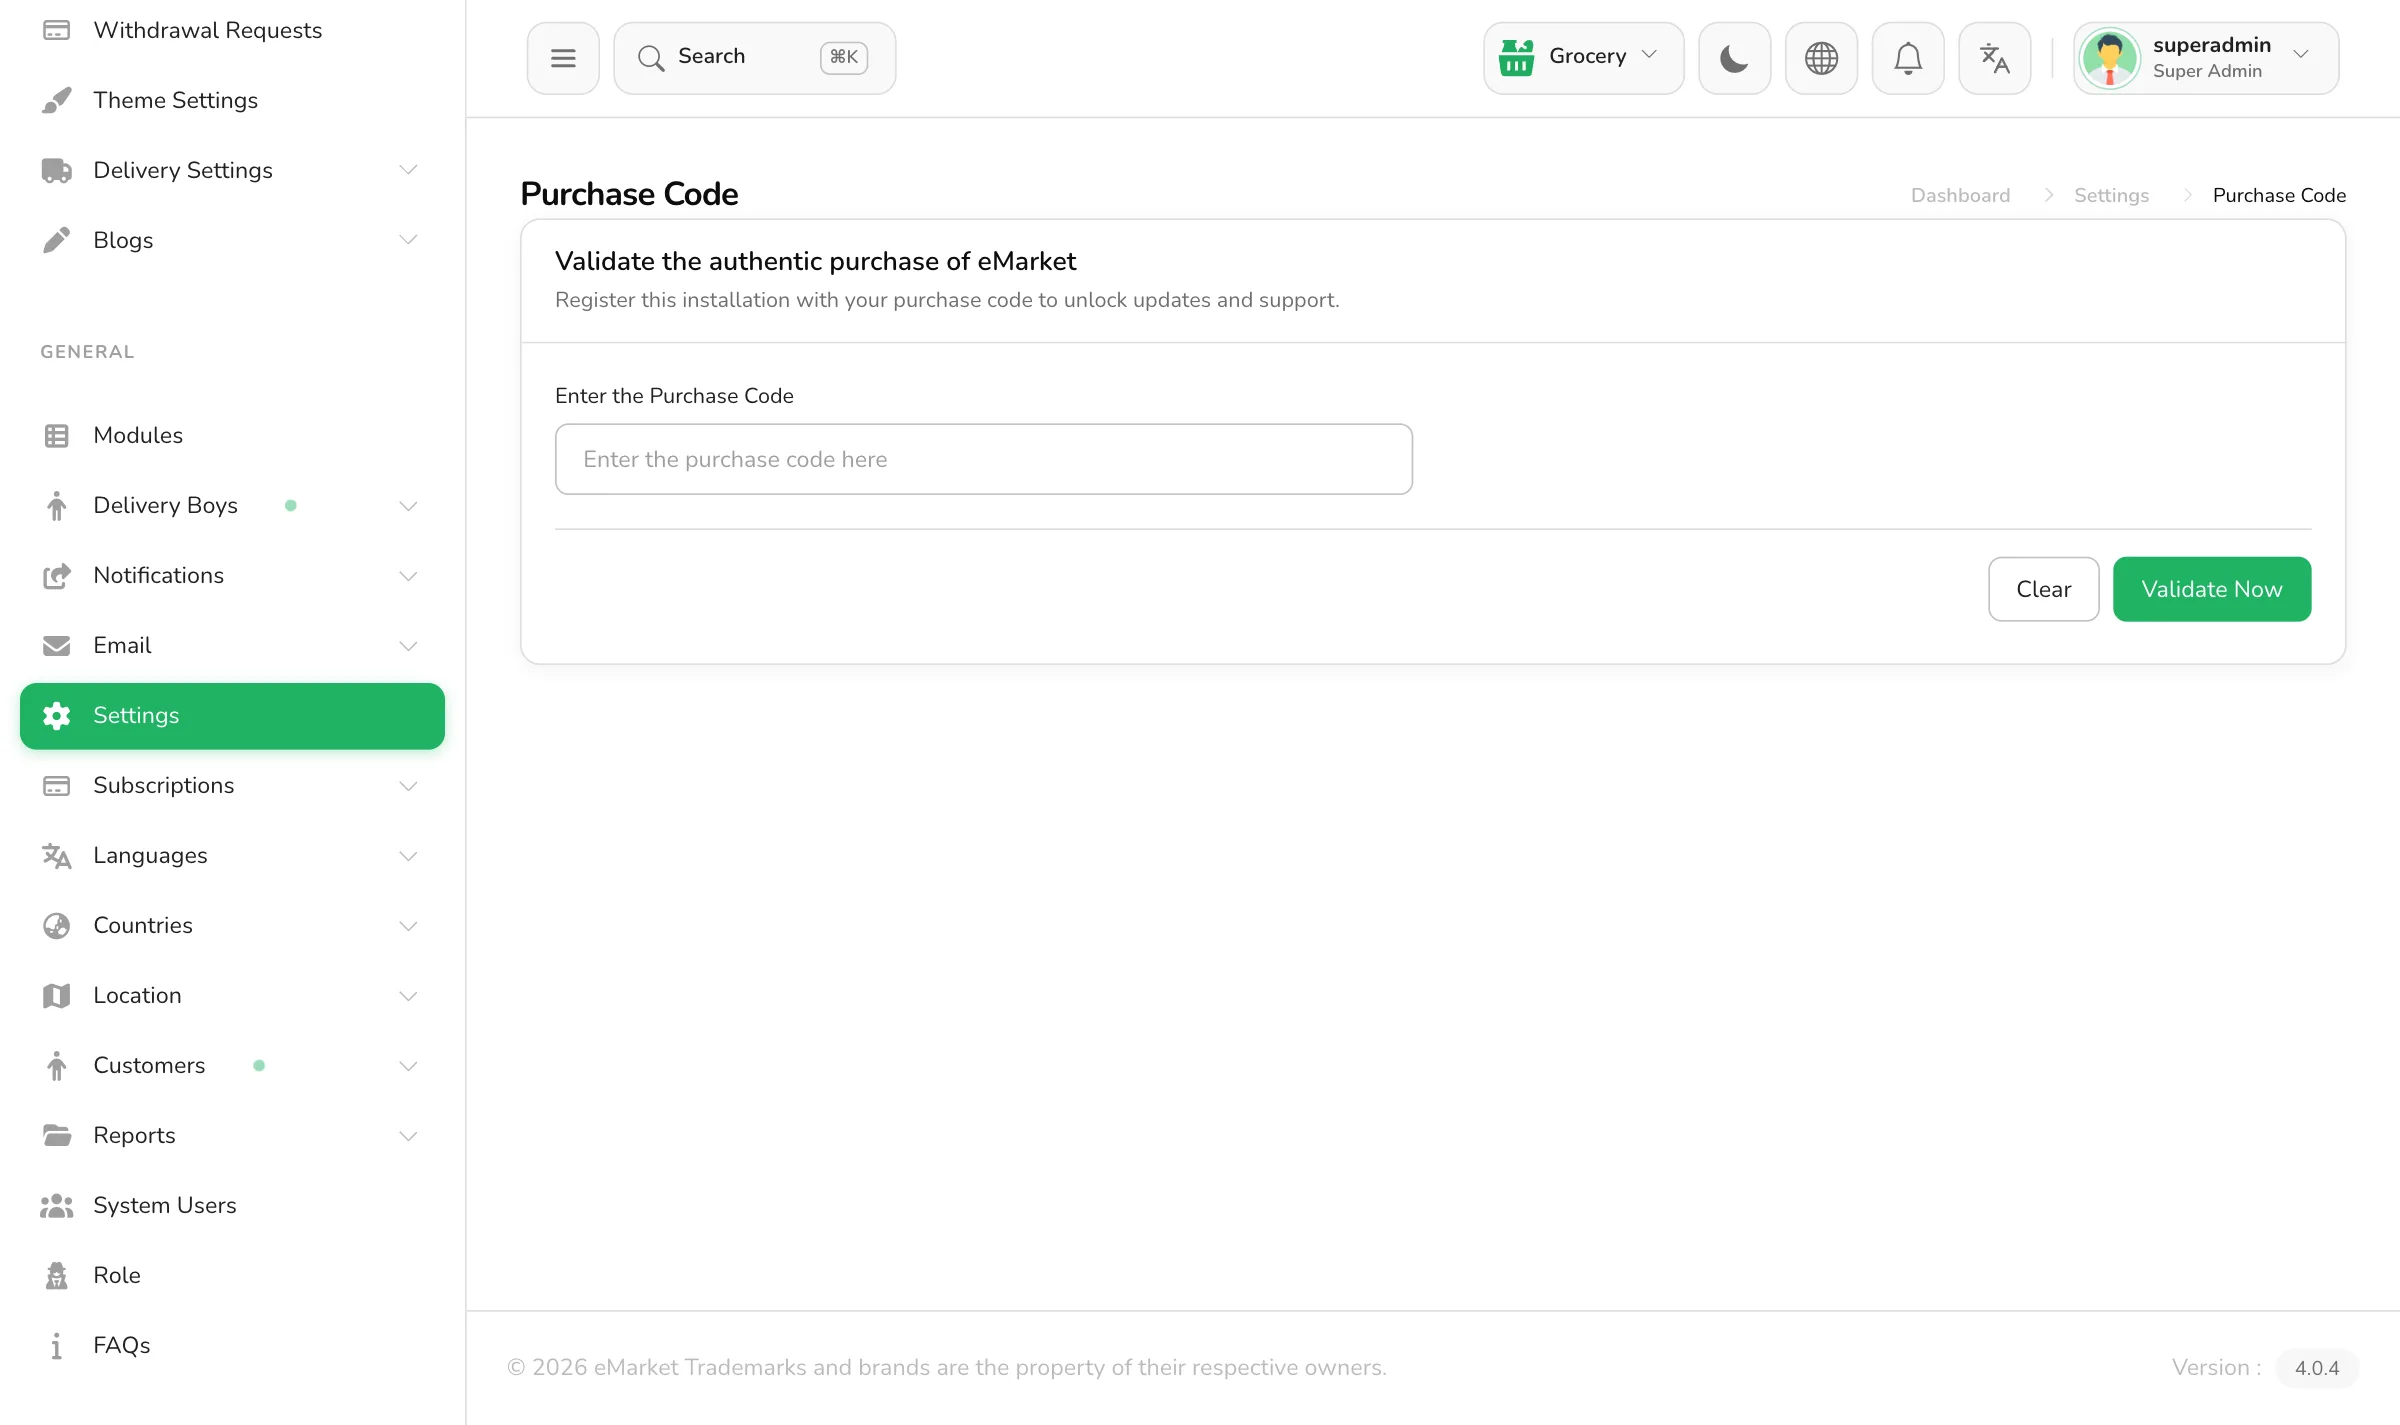 Withdrawal Requests
Theme Settings
Delivery Settings
Blogs
GENERAL
Modules
Delivery Boys
Notifications
Email
Settings
Subscriptions
Languages
Countries
Location
Customers
Reports
System Users
Role
FAQs
Search ⌘K
Grocery
superadmin
Super Admin
Purchase Code
Dashboard Settings Purchase Code
Validate the authentic purchase of eMarket
Register this installation with your purchase code to unlock updates and support.
Enter the Purchase Code
Enter the purchase code here
Clear Validate Now
© 2026 eMarket Trademarks and brands are the property of their respective owners.
Version : 4.0.4